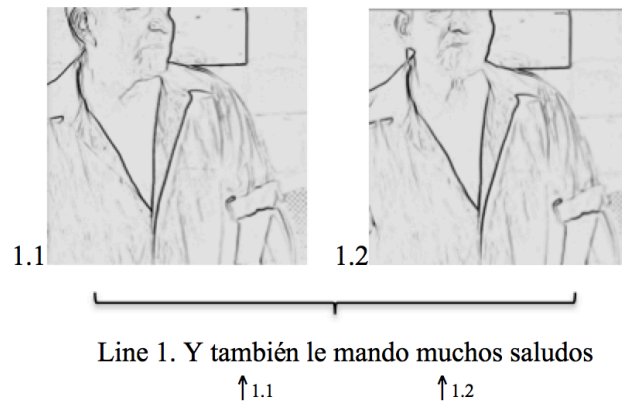 1.1 1.2
Line 1. Y también le mando muchos saludos
↑ 1.1 ↑ 1.2